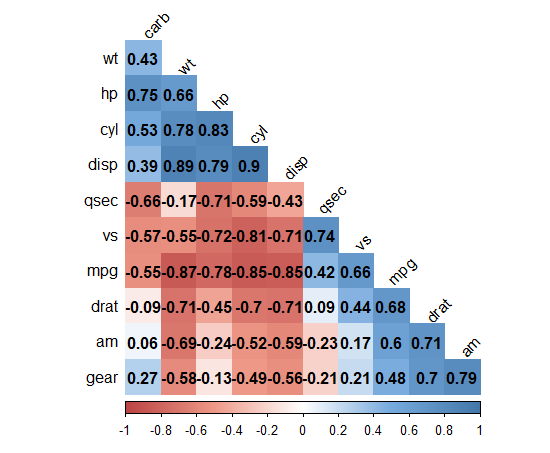 carb
wt 0.43 wt
hp 0.75 0.66 hp
cyl 0.53 0.78 0.83 cyl
disp 0.39 0.89 0.79 0.9 disp
qsec -0.66 -0.17 -0.71 -0.59 -0.43 qsec
vs -0.57 -0.55 -0.72 -0.81 -0.71 0.74 vs
mpg -0.55 -0.87 -0.78 -0.85 -0.85 0.42 0.66 mpg
drat -0.09 -0.71 -0.45 -0.7 -0.71 0.09 0.44 0.68 drat
am 0.06 -0.69 -0.24 -0.52 -0.59 -0.23 0.17 0.6 0.71 am
gear 0.27 -0.58 -0.13 -0.49 -0.56 -0.21 0.21 0.48 0.7 0.79
-1 -0.8 -0.6 -0.4 -0.2 0 0.2 0.4 0.6 0.8 1